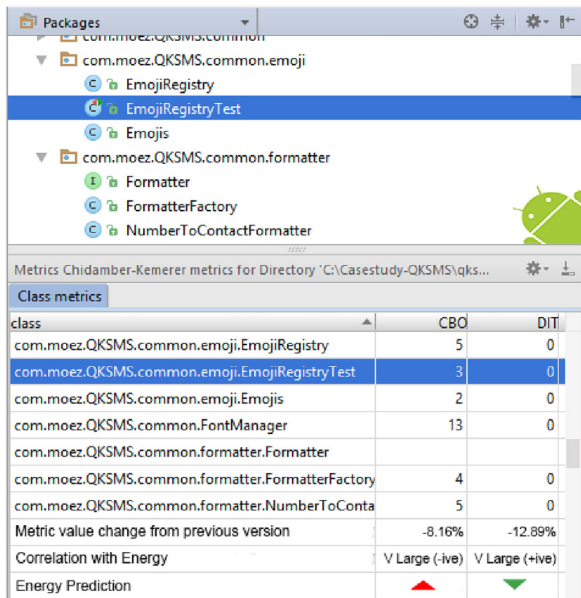 Packages
com.moez.QKSMS.common
com.moez.QKSMS.common.emoji
C EmojiRegistry
C EmojiRegistryTest
C Emojis
com.moez.QKSMS.common.formatter
I Formatter
C FormatterFactory
C NumberToContactFormatter
Metrics Chidamber-Kemerer metrics for Directory 'C:\Casestudy-QKSMS\qks...
Class metrics
class CBO DIT
com.moez.QKSMS.common.emoji.EmojiRegistry 5 0
com.moez.QKSMS.common.emoji.EmojiRegistryTest 3 0
com.moez.QKSMS.common.emoji.Emojis 2 0
com.moez.QKSMS.common.FontManager 13 0
com.moez.QKSMS.common.formatter.Formatter
com.moez.QKSMS.common.formatter.FormatterFactory 4 0
com.moez.QKSMS.common.formatter.NumberToConta 5 0
Metric value change from previous version -8.16% -12.89%
Correlation with Energy V Large (-ive) V Large (+ive)
Energy Prediction